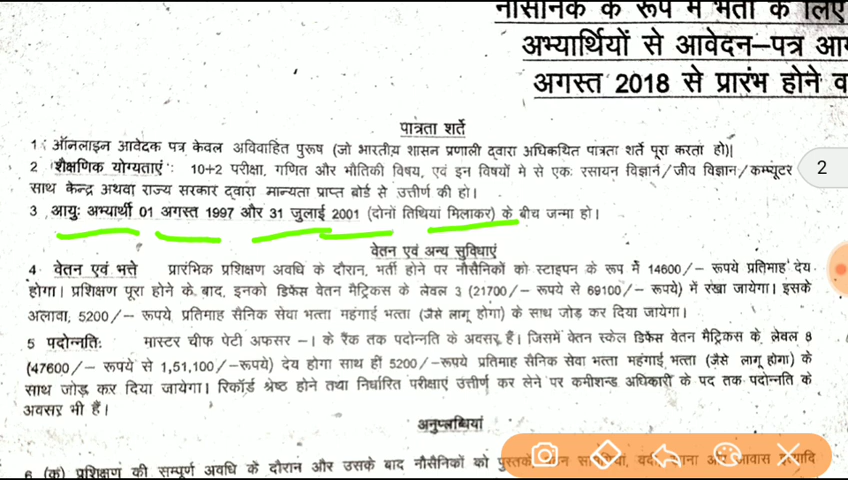 नौसैनिक के रूप में भर्ती के लिए
अभ्यार्थियों से आवेदन–पत्र
अगस्त 2018 से प्रारंभ होने
पात्रता शर्ते
1 ऑनलाइन आवेदक पत्र केवल अविवाहित पुरूष (जो भारतीय शासन प्रणाली द्वारा अधिकथित पात्रता शर्ते पूरा करता हो)|
2 शैक्षणिक योग्यताएं : 10+2 परीक्षा, गणित और भौतिकी विषय, एवं इन विषयों मे से एक रसायन विज्ञान/जीव विज्ञान/कम्प्यूटर
2
साथ केन्द्र अथवा राज्य सरकार द्वारा मान्यता प्राप्त बोर्ड से उत्तीर्ण की हो।
3 आयु: अभ्यार्थी 01 अगस्त 1997 और 31 जुलाई 2001 (दोनों तिथियां मिलाकर) के बीच जन्मा हो।
वेतन एवं अन्य सुविधाएं
4 वेतन एवं भत्ते प्रारंभिक प्रशिक्षण अवधि के दौरान, भर्ती होने पर नौसैनिकों को स्टाइपन के रूप में 14600/– रूपये प्रतिमाह देय
होगा। प्रशिक्षण पूरा होने के बाद, इनको डिफेंस वेतन मैट्रिकस के लेवल 3 (21700/– रूपये से 69100/– रूपये) में रखा जायेगा। इसके
अलावा, 5200/– रूपये प्रतिमाह सैनिक सेवा भत्ता महंगाई भत्ता (जैसे लागू होगा) के साथ जोड कर दिया जायेगा।
5 पदोन्नति: मास्टर चीफ पेटी अफसर –। के रैंक तक पदोन्नति के अवसर हैं। जिसमें वेतन स्केल डिफेंस वेतन मैट्रिकस के लेवल 8
(47600/– रूपये से 1,51,100/–रूपये) देय होगा साथ हीं 5200/–रूपये प्रतिमाह सैनिक सेवा भत्ता महंगाई भत्ता (जैसे लागू होगा) के
साथ जोड़ कर दिया जायेगा। रिकॉर्ड श्रेष्ठ होने तथा निर्धारित परीक्षाएं उत्तीर्ण कर लेने पर कमीशन्ड अधिकारी के पद तक पदोन्नति के
अवसर भी हैं।
अनुप्लब्धियां
6 (क) प्रशिक्षण की सम्पूर्ण अवधि के दौरान और उसके बाद नौसैनिकों को आवास